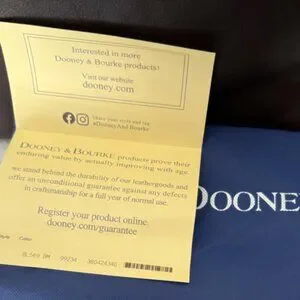 Interested in more
Dooney & Bourke products?
Visit our website
dooney.com
Share your style and tag
#Dooney And Bourke
DOONEY & BOURKE products prove their
enduring value by actually improving with age.
we stand behind the durability of our leathergoods and
offer an unconditional guarantee against any defects
in craftsmanship for a full year of normal use.
Register your product online:
dooney.com/guarantee
Style Color
DOONE